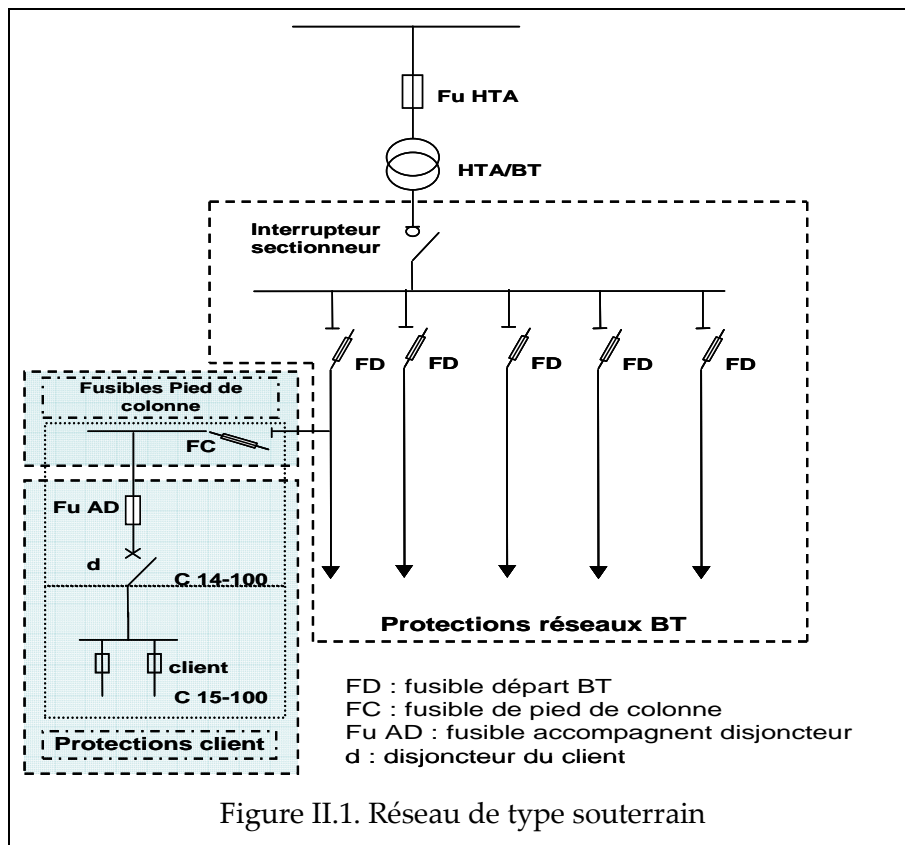 Fu HTA
HTA/BT
Interrupteur
sectionneur
FD
FD
FD
FD
FD
Fusibles Pied de
colonne
FC
Fu AD
d
C 14-100
client
C 15-100
Protections client
Protections réseaux BT
FD : fusible départ BT
FC : fusible de pied de colonne
Fu AD : fusible accompagnent disjoncteur
d : disjoncteur du client
Figure II.1. Réseau de type souterrain